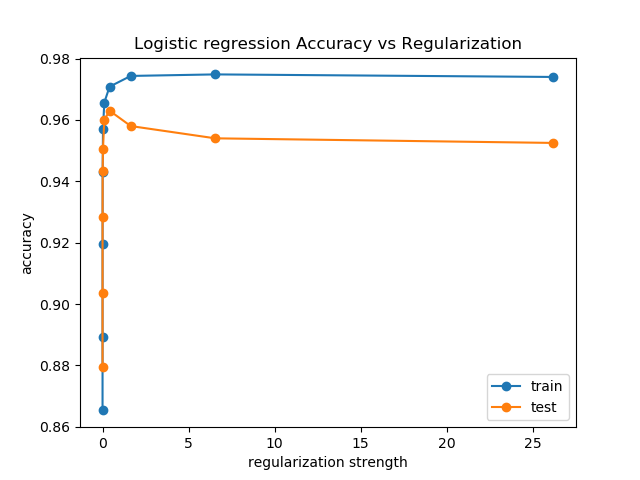 Logistic regression Accuracy vs Regularization
0.98
0.96
0.94
0.92
0.90
0.88
0.86
accuracy
0
5
10
15
20
25
regularization strength
train
test